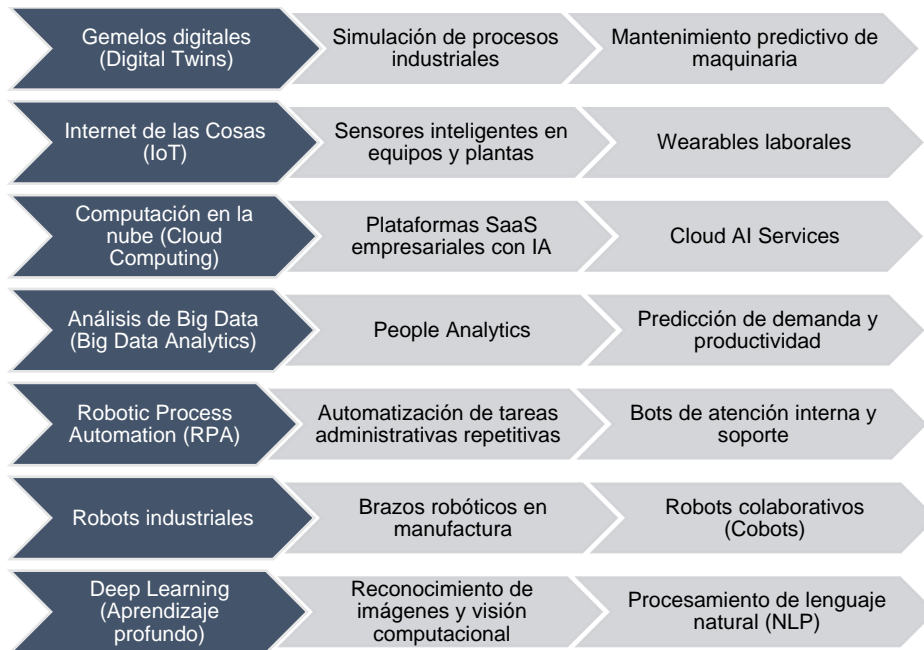 Gemelos digitales
(Digital Twins)
Simulación de procesos
industriales
Mantenimiento predictivo de
maquinaria
Internet de las Cosas
(IoT)
Sensores inteligentes en
equipos y plantas
Wearables laborales
Computación en la
nube (Cloud
Computing)
Plataformas SaaS
empresariales con IA
Cloud AI Services
Análisis de Big Data
(Big Data Analytics)
People Analytics
Predicción de demanda y
productividad
Robotic Process
Automation (RPA)
Automatización de tareas
administrativas repetitivas
Bots de atención interna y
soporte
Robots industriales
Brazos robóticos en
manufactura
Robots colaborativos
(Cobots)
Deep Learning
(Aprendizaje
profundo)
Reconocimiento de
imágenes y visión
computacional
Procesamiento de lenguaje
natural (NLP)